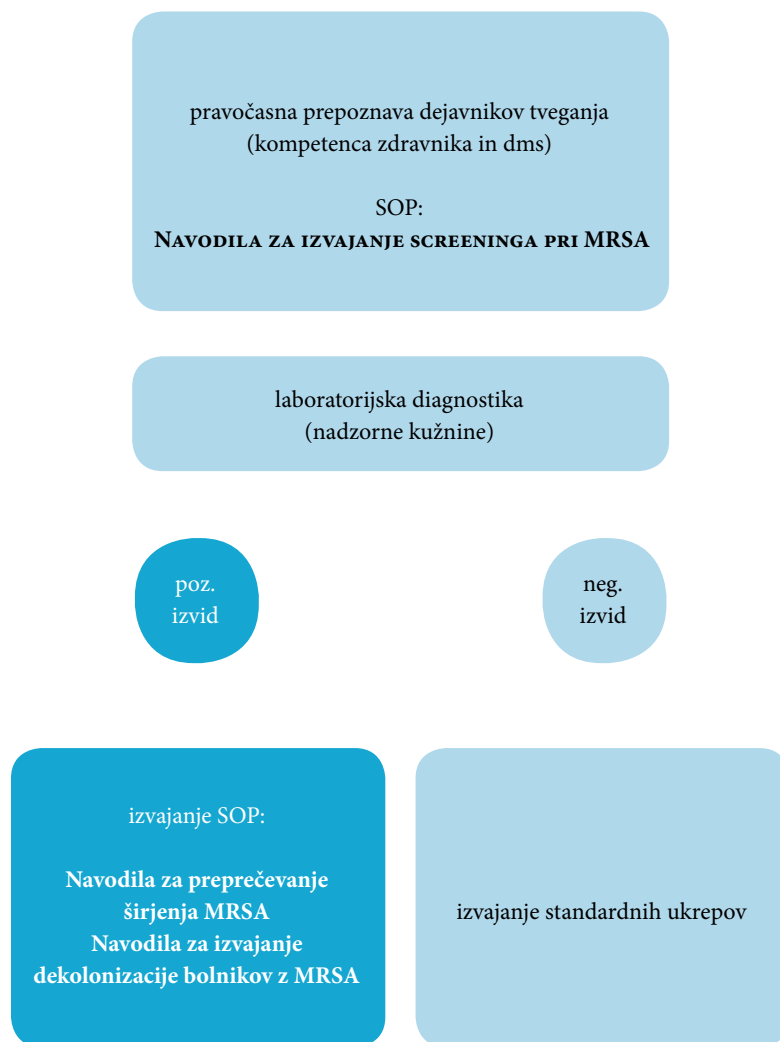 pravočasna prepoznava dejavnikov tveganja
(kompetenca zdravnika in dms)
SOP:
Navodila za izvajanje screeninga pri MRSA
laboratorijska diagnostika
(nadzorne kužnine)
poz.
izvid
neg.
izvid
izvajanje SOP:
Navodila za preprečevanje
širjenja MRSA
Navodila za izvajanje
dekolonizacije bolnikov z MRSA
izvajanje standardnih ukrepov